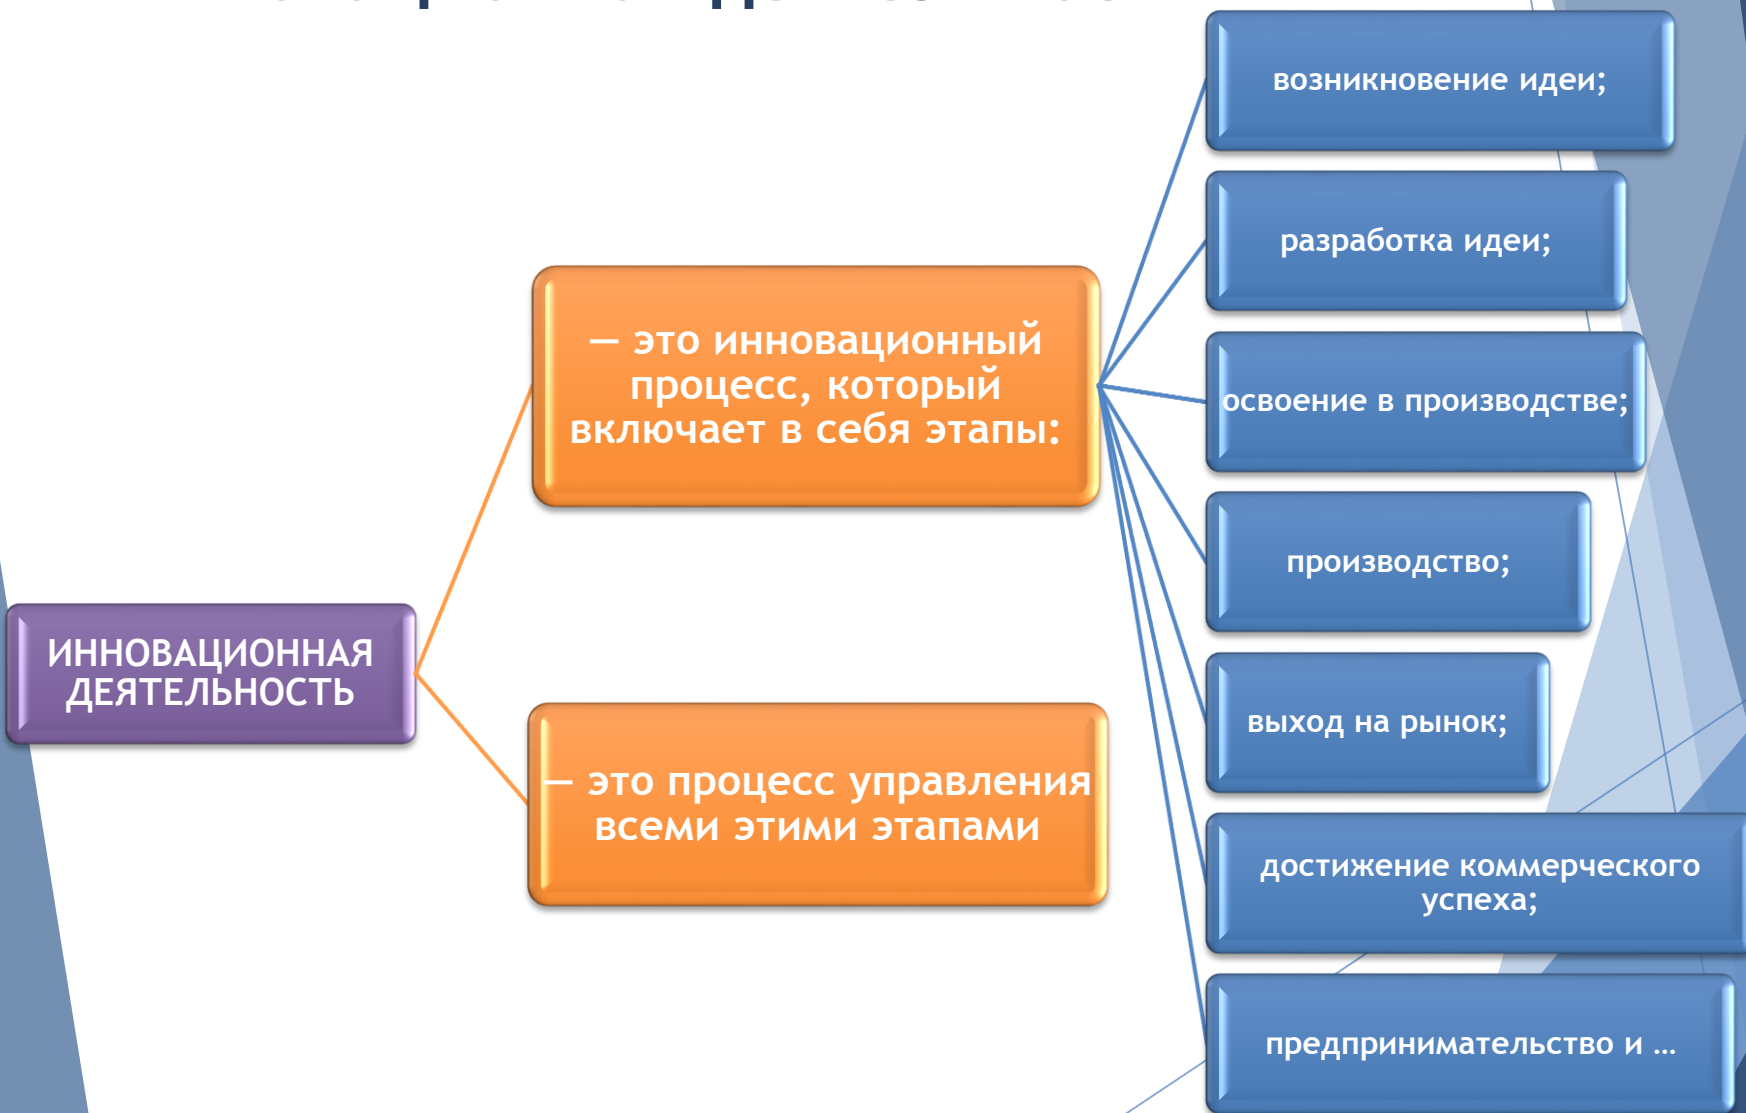 ИННОВАЦИОННАЯ
ДЕЯТЕЛЬНОСТЬ
— это инновационный
процесс, который
включает в себя этапы:
— это процесс управления
всеми этими этапами
возникновение идеи;
разработка идеи;
освоение в производстве;
производство;
выход на рынок;
достижение коммерческого
успеха;
предпринимательство и ...